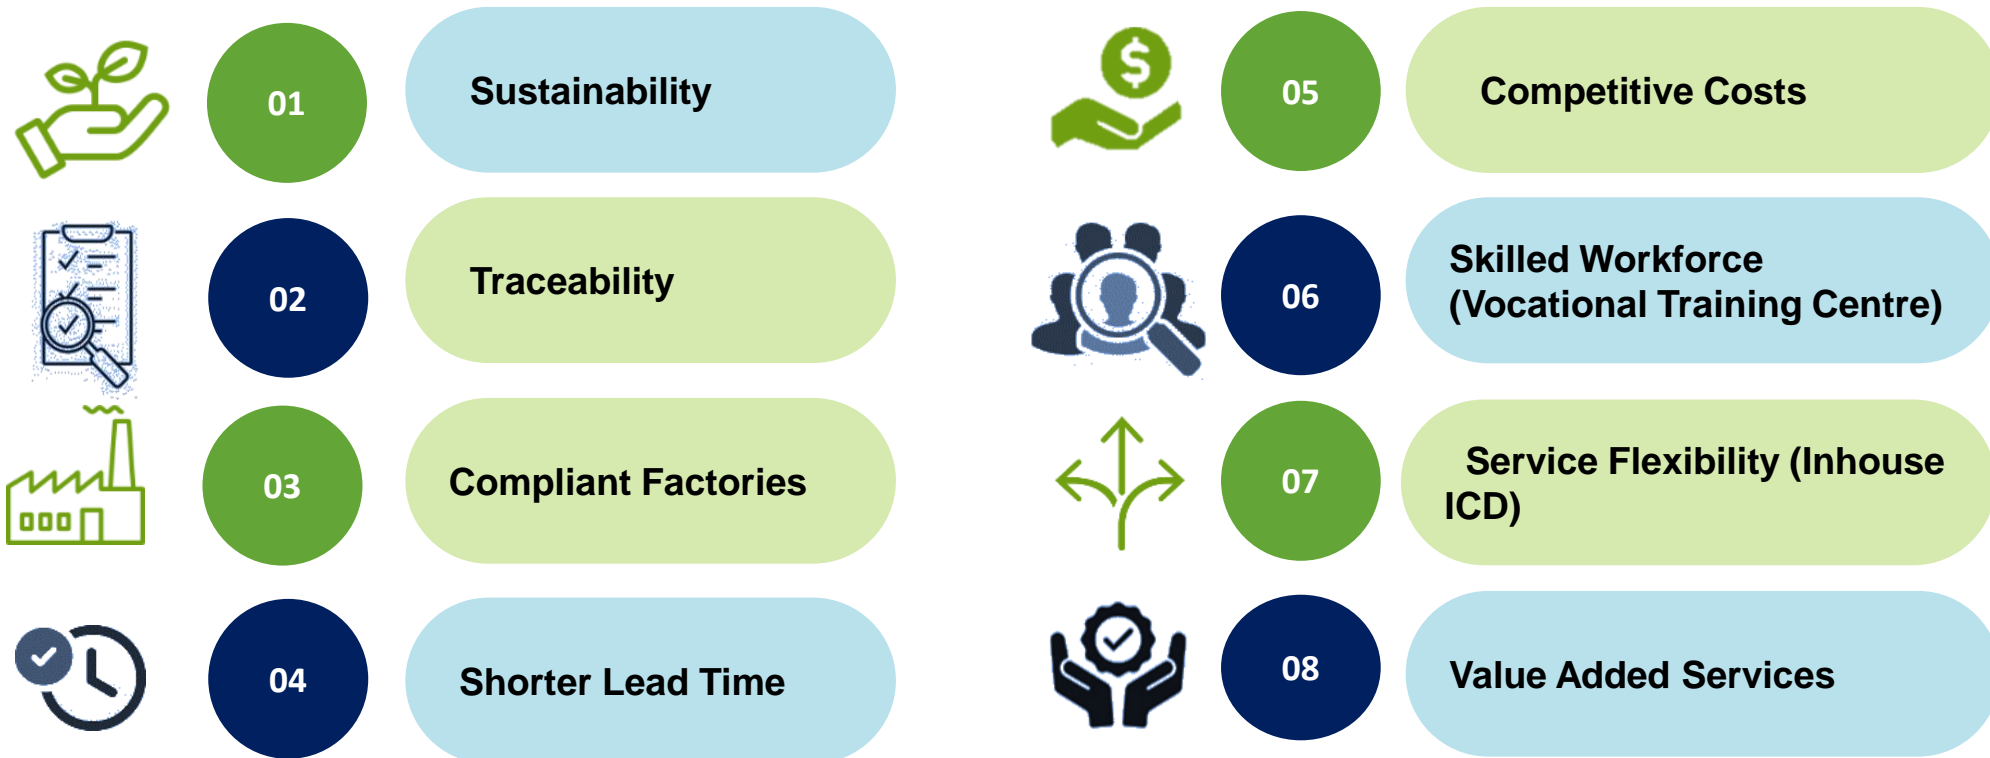 01
Sustainability
02
Traceability
03
Compliant Factories
04
Shorter Lead Time
$
05
Competitive Costs
06
Skilled Workforce
(Vocational Training Centre)
07
Service Flexibility (Inhouse
ICD)
08
Value Added Services